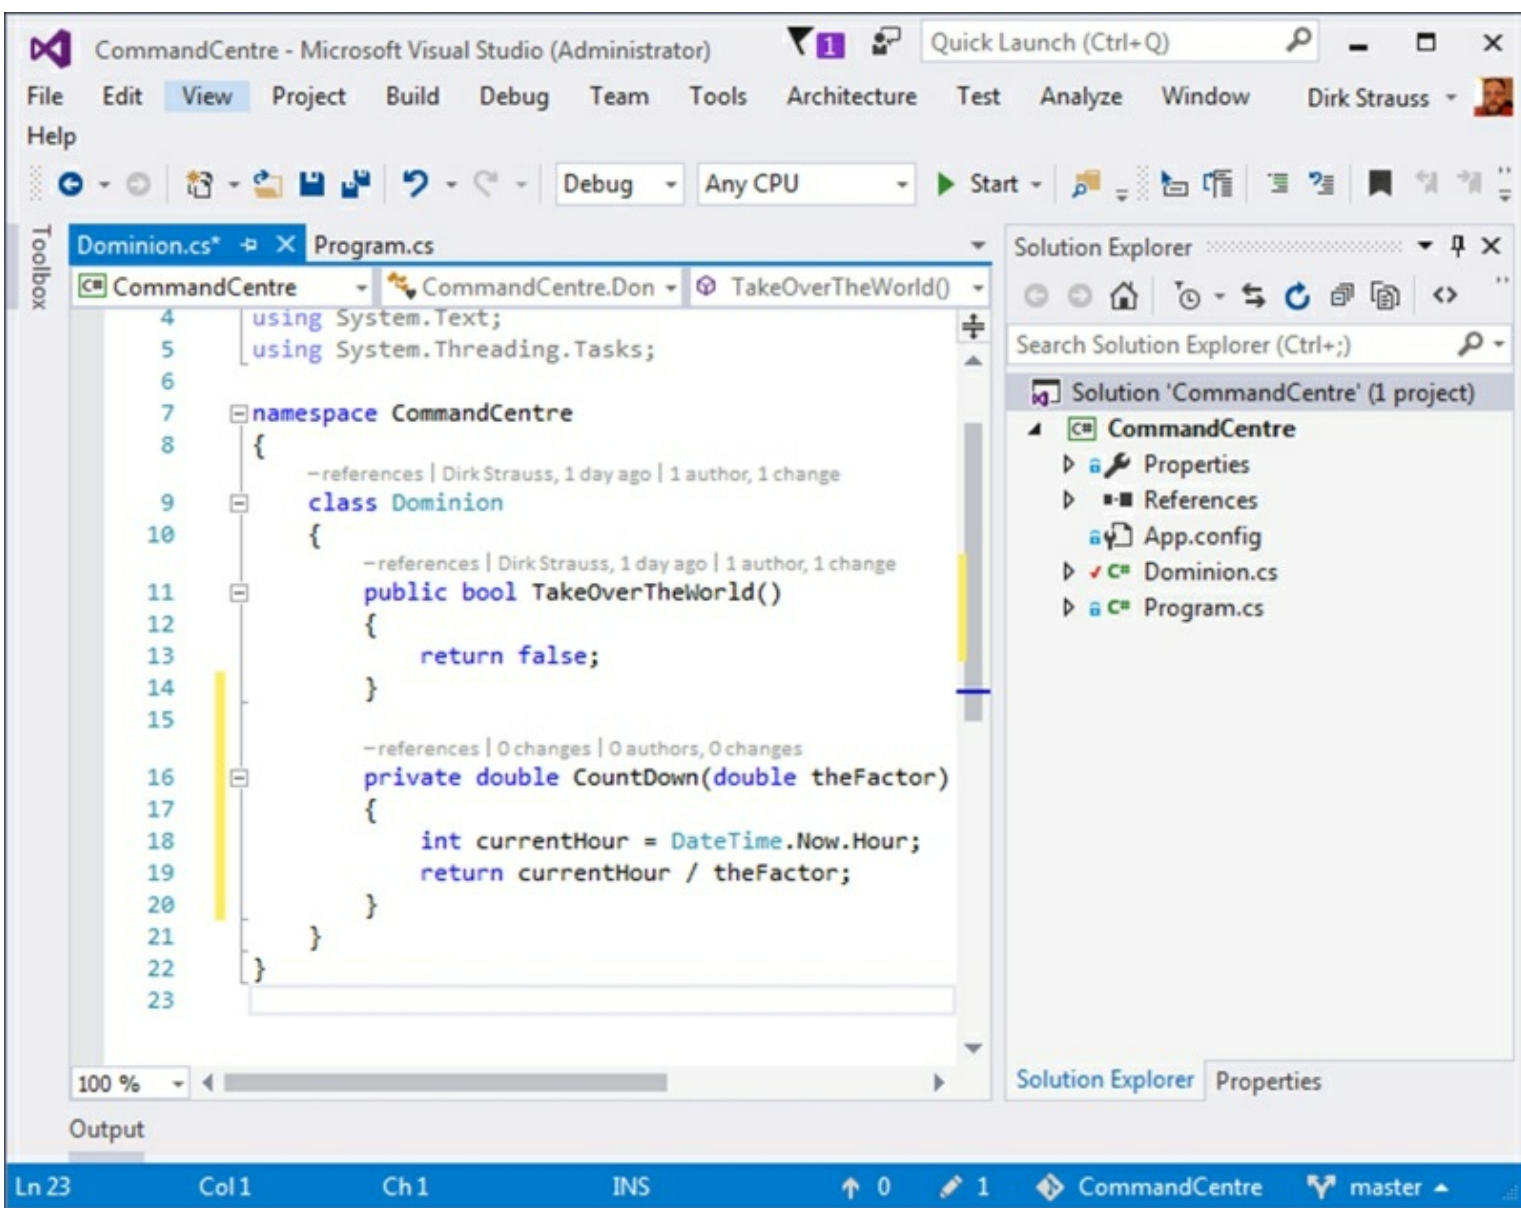 CommandCentre - Microsoft Visual Studio (Administrator) 1 Quick Launch (Ctrl+Q)
File Edit View Project Build Debug Team Tools Architecture Test Analyze Window Dirk Strauss
Help
Debug Any CPU Start
Toolbox
Dominion.cs* Program.cs
CommandCentre CommandCentre.Don TakeOverTheWorld()
4 using System.Text;
5 using System.Threading.Tasks;
6
7 namespace CommandCentre
8 {
–references | Dirk Strauss, 1 day ago | 1 author, 1 change
9 class Dominion
10 {
–references | Dirk Strauss, 1 day ago | 1 author, 1 change
11 public bool TakeOverTheWorld()
12 {
13 return false;
14 }
15
–references | 0 changes | 0 authors, 0 changes
16 private double CountDown(double theFactor)
17 {
18 int currentHour = DateTime.Now.Hour;
19 return currentHour / theFactor;
20 }
21 }
22 }
23
100 %
Solution Explorer
Search Solution Explorer (Ctrl+;)
Solution 'CommandCentre' (1 project)
C# CommandCentre
Properties
References
App.config
C# Dominion.cs
C# Program.cs
Solution Explorer Properties
Output
Ln 23 Col 1 Ch 1 INS 0 1 CommandCentre master